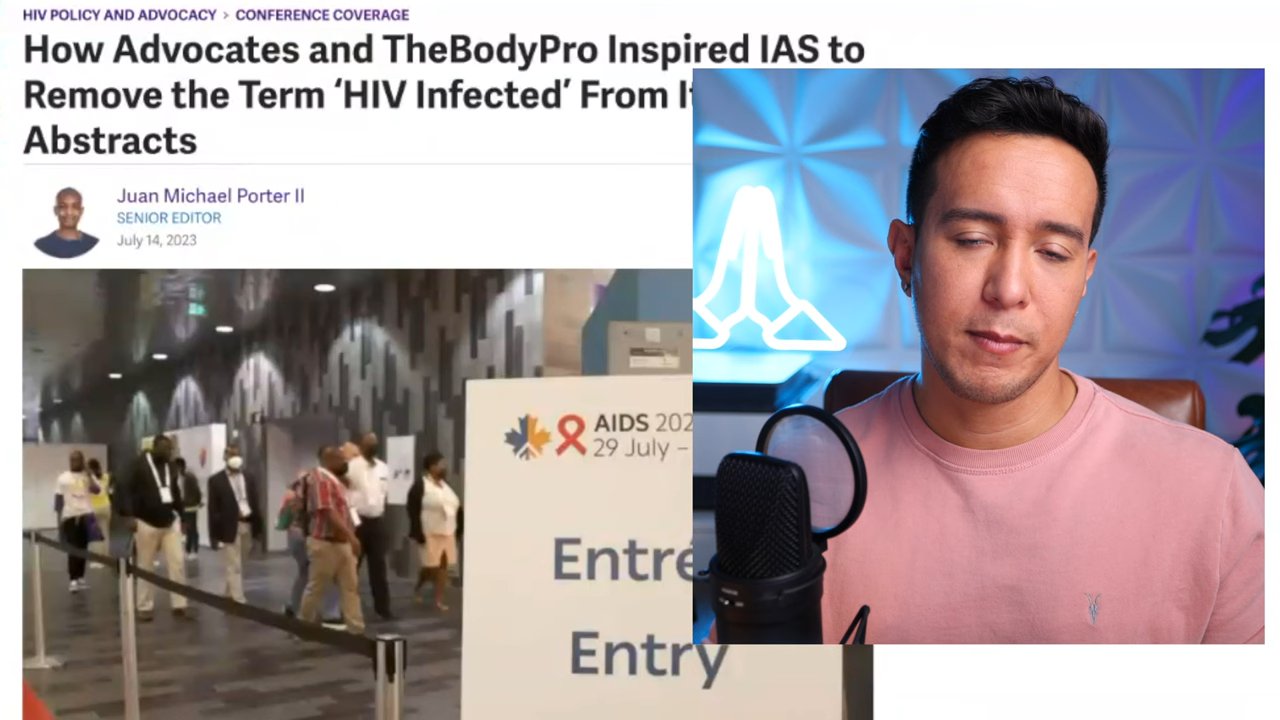 HIV POLICY AND ADVOCACY > CONFERENCE COVERAGE
How Advocates and TheBodyPro Inspired IAS to
Remove the Term ‘HIV Infected’ From
Abstracts
Juan Michael Porter II
SENIOR EDITOR
July 14, 2023
AIDS 202
29 July –
Entré
Entry